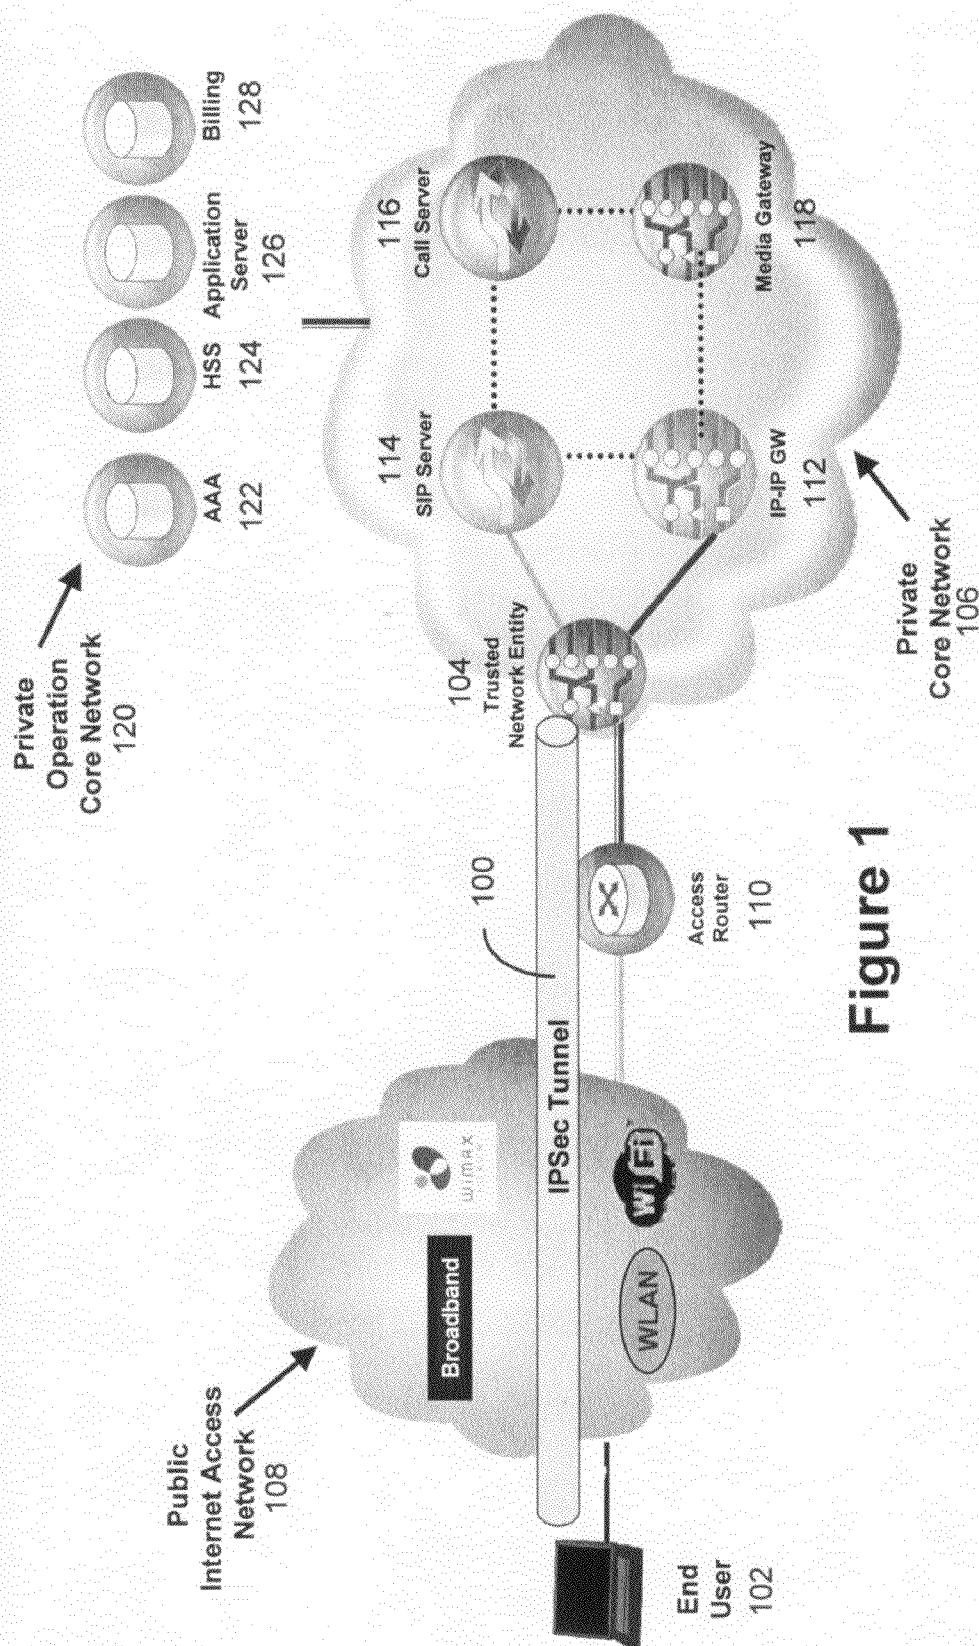 Private
Operation
Core Network
120
AAA
122
HSS
124
Application
Server
126
Billing
128
Public
Internet Access
Network
108
Broadband
WiMAX
IPSec Tunnel
100
WLAN
Wi Fi
End
User
102
Access
Router
110
104
Trusted
Network Entity
114
SIP Server
116
Call Server
IP-IP GW
112
Media Gateway
118
Private
Core Network
106
Figure 1